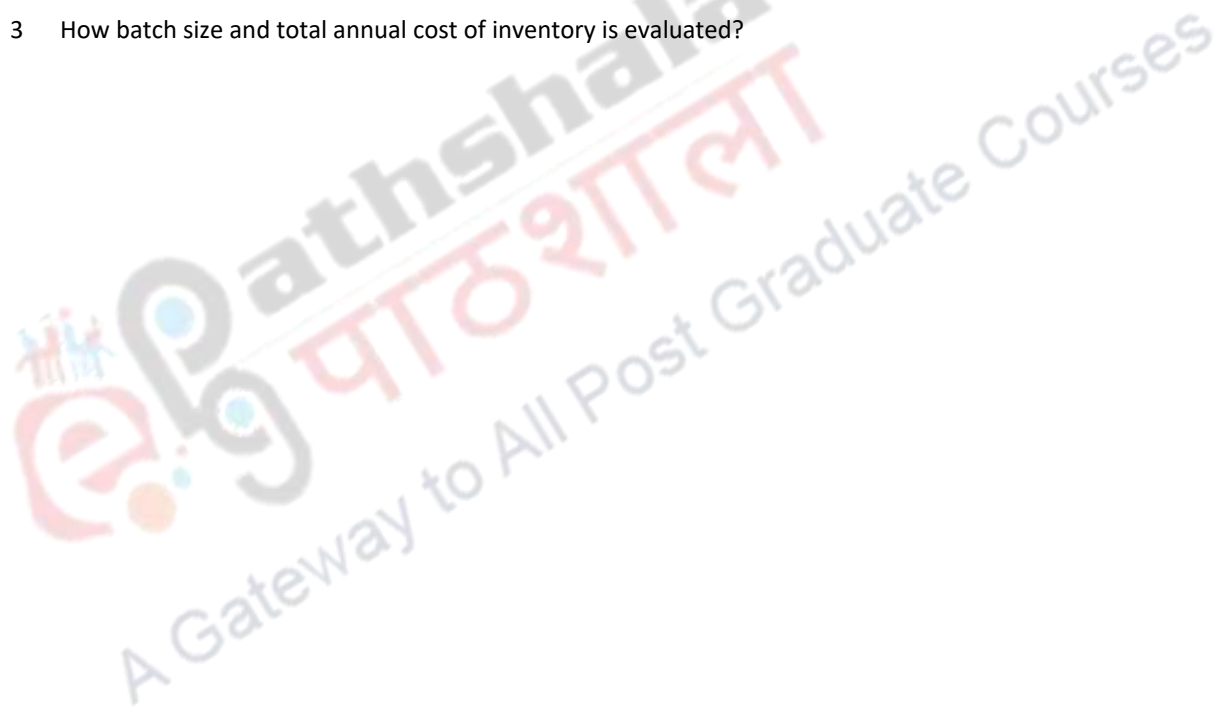 3 How batch size and total annual cost of inventory is evaluated?
Pathshala
पाठशाला
A Gateway to All Post Graduate Courses